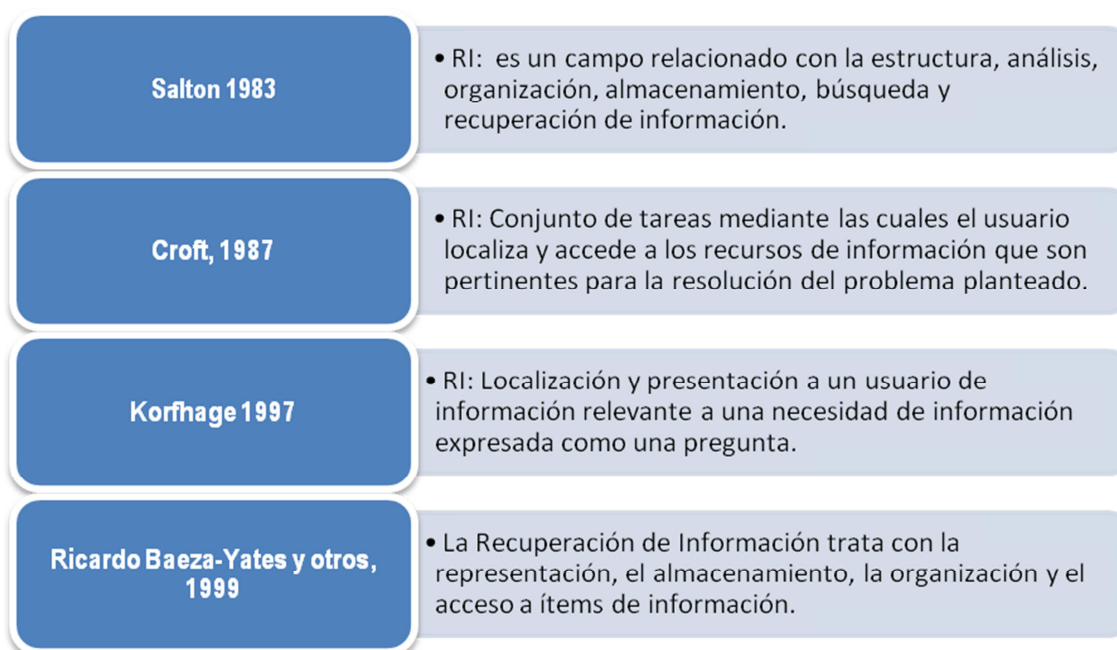 Salton 1983
• RI:  es un campo relacionado con la estructura, análisis,
organización, almacenamiento, búsqueda y
recuperación de información.
Croft, 1987
• RI: Conjunto de tareas mediante las cuales el usuario
localiza y accede a los recursos de información que son
pertinentes para la resolución del problema planteado.
Korfhage 1997
• RI: Localización y presentación a un usuario de
información relevante a una necesidad de información
expresada como una pregunta.
Ricardo Baeza-Yates y otros,
1999
• La Recuperación de Información trata con la
representación, el almacenamiento, la organización y el
acceso a ítems de información.